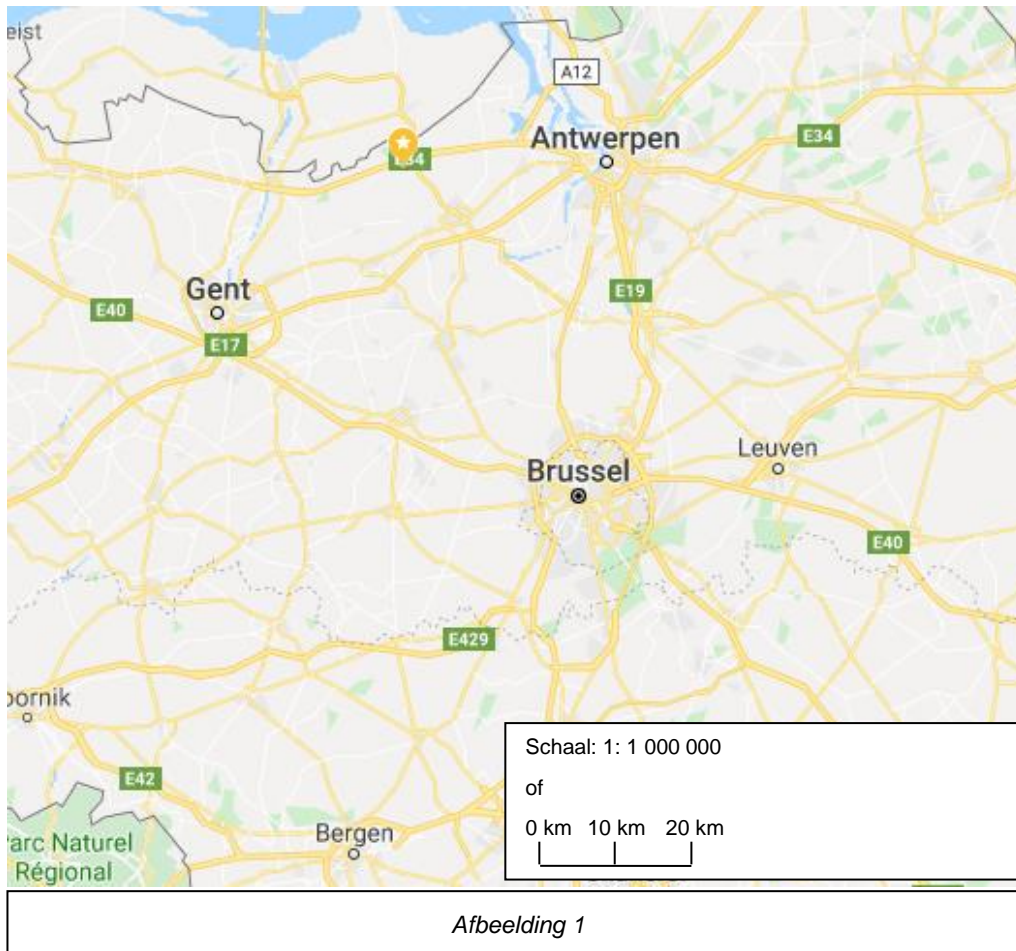 eist
A12
Antwerpen
E34
E34
Gent
E40
E19
E17
Leuven
Brussel
E40
E429
oornik
Schaal: 1: 1 000 000
of
0 km 10 km 20 km
E42
Bergen
arc Naturel
Régional
Afbeelding 1